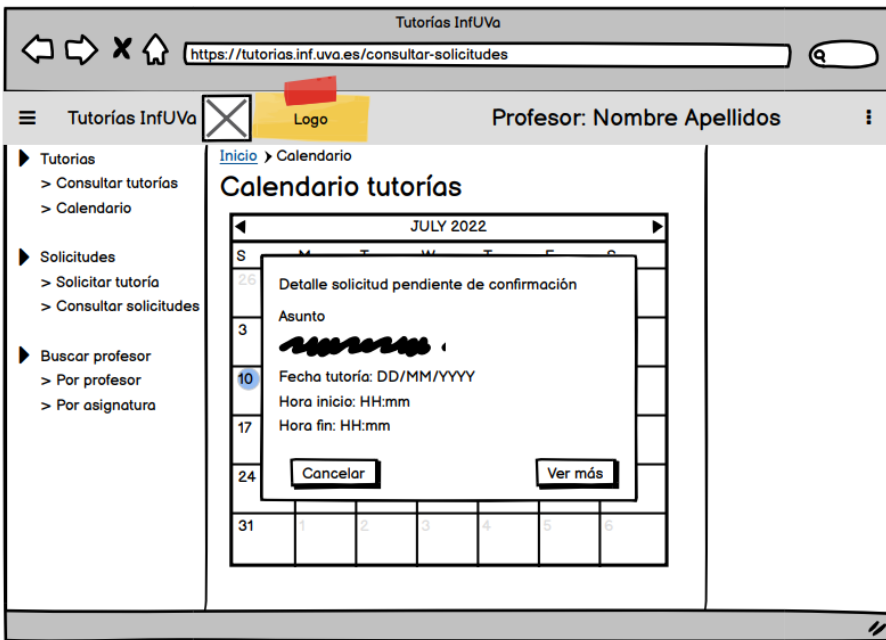 Tutorías InfUVa
https://tutorias.inf.uva.es/consultar-solicitudes
Tutorías InfUVa
Logo
Profesor: Nombre Apellidos
Tutorias
> Consultar tutorías
> Calendario
Solicitudes
> Solicitar tutoría
> Consultar solicitudes
Buscar profesor
> Por profesor
> Por asignatura
Inicio Calendario
Calendario tutorías
JULY 2022
S M T W T F S
26
3
10
17
24
31 1 2 3 4 5 6
Detalle solicitud pendiente de confirmación
Asunto
Fecha tutoría: DD/MM/YYYY
Hora inicio: HH:mm
Hora fin: HH:mm
Cancelar Ver más